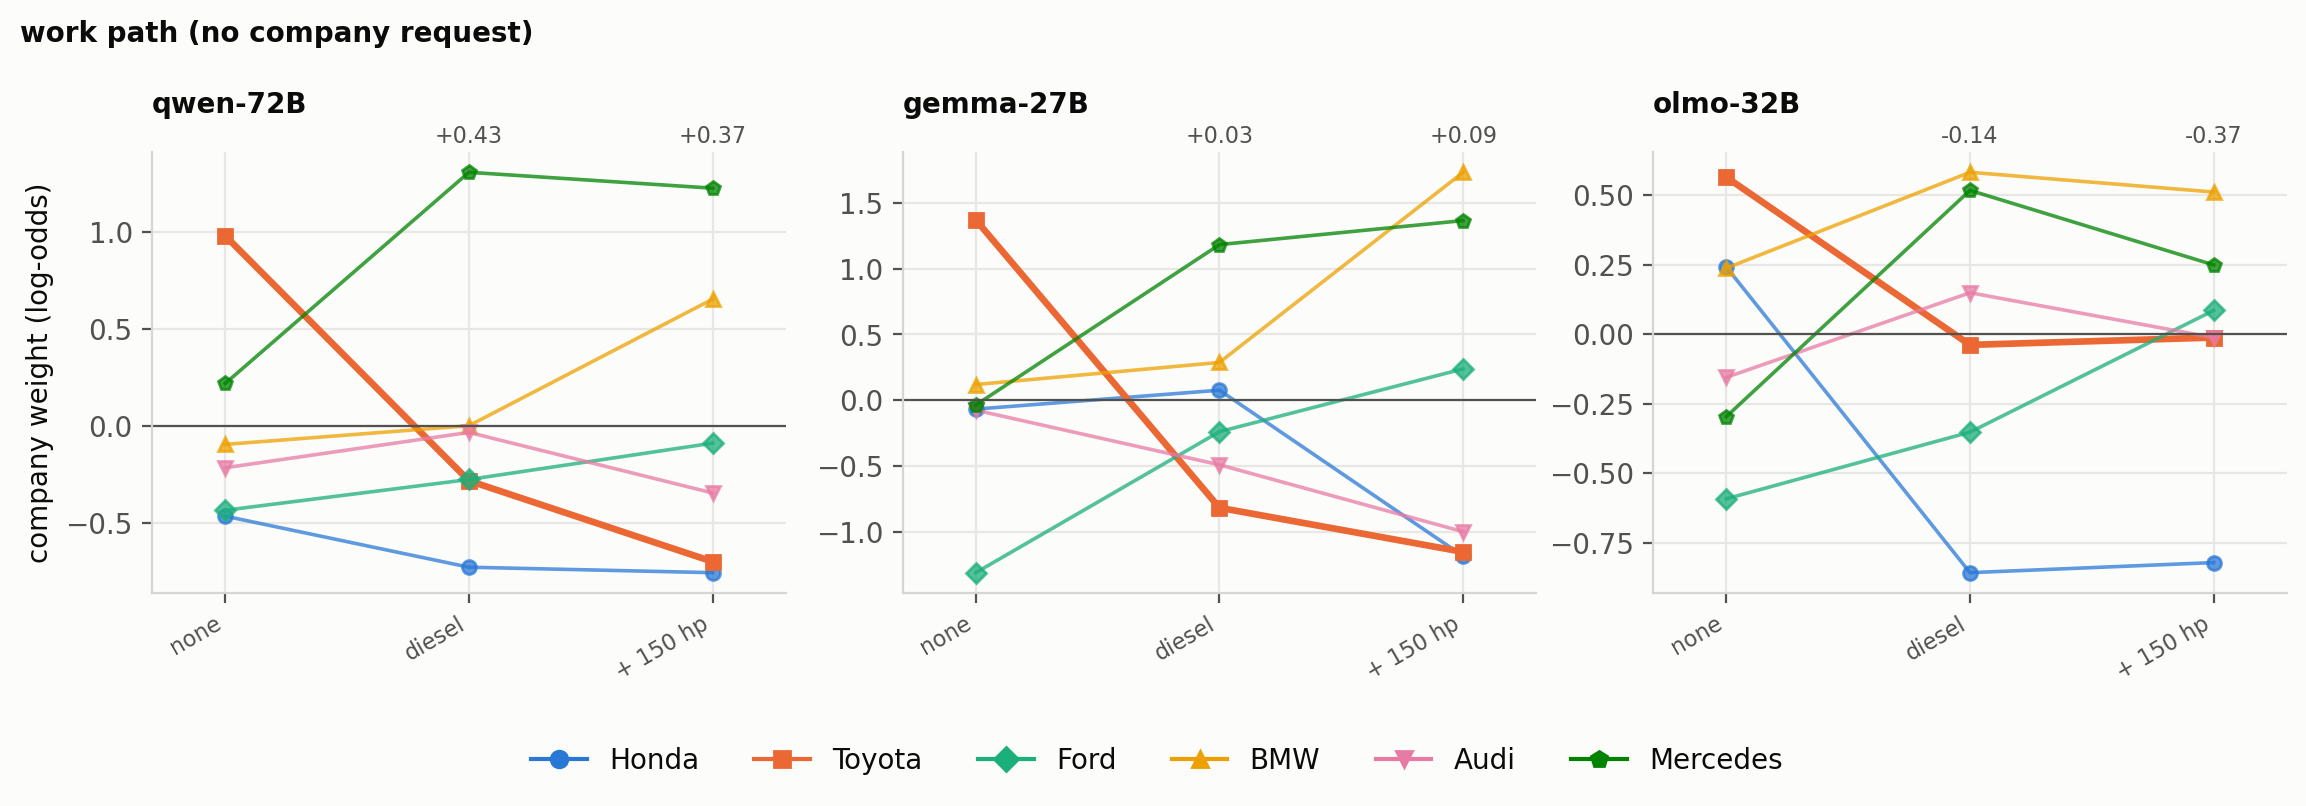 work path (no company request)
qwen-72B
gemma-27B
olmo-32B
+0.43 +0.37
+0.03 +0.09
-0.14 -0.37
company weight (log-odds)
1.0
0.5
0.0
−0.5
1.5
1.0
0.5
0.0
−0.5
−1.0
0.50
0.25
0.00
−0.25
−0.50
−0.75
none diesel + 150 hp
none diesel + 150 hp
none diesel + 150 hp
Honda Toyota Ford BMW Audi Mercedes